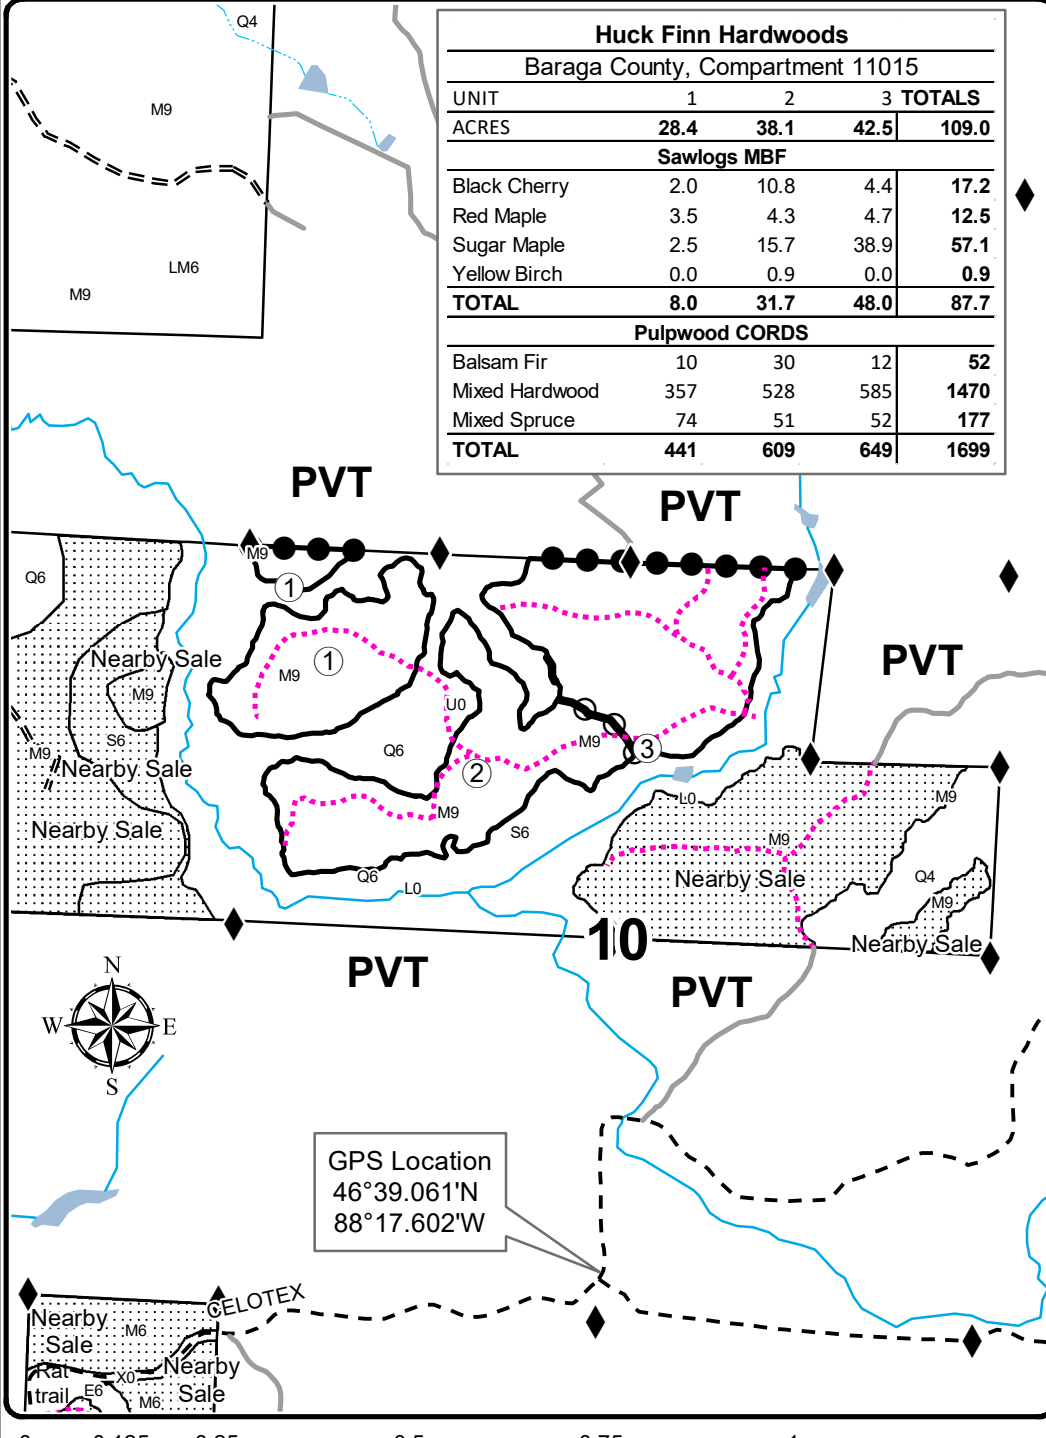 Huck Finn Hardwoods
Baraga County, Compartment 11015
UNIT 1 2 3 TOTALS
ACRES 28.4 38.1 42.5 109.0
Sawlogs MBF
Black Cherry 2.0 10.8 4.4 17.2
Red Maple 3.5 4.3 4.7 12.5
Sugar Maple 2.5 15.7 38.9 57.1
Yellow Birch 0.0 0.9 0.0 0.9
TOTAL 8.0 31.7 48.0 87.7
Pulpwood CORDS
Balsam Fir 10 30 12 52
Mixed Hardwood 357 528 585 1470
Mixed Spruce 74 51 52 177
TOTAL 441 609 649 1699
Q4
M9
LM6
M9
PVT
PVT
M9
Q6
1
Nearby Sale
PVT
1
M9
M9
U0
S6
Q6
M9
3
M9
Nearby Sale
2
L0
M9
M9
Nearby Sale
S6
M9
Q6
L0
Nearby Sale
Q4
M9
10
Nearby Sale
PVT
PVT
N
W E
S
GPS Location
46°39.061'N
88°17.602'W
CELOTEX
Nearby
Sale
M6
Nearby
Sale
Rat
trail
X0
E6
M6